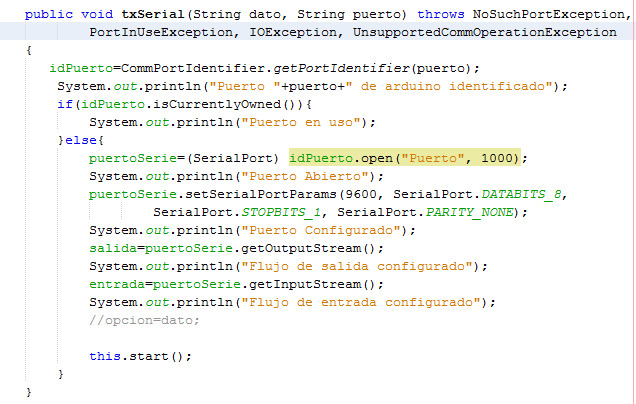 public void txSerial(String dato, String puerto) throws NoSuchPortException,
PortInUseException, IOException, UnsupportedCommOperationException
{
idPuerto=CommPortIdentifier.getPortIdentifier(puerto);
System.out.println("Puerto "+puerto+" de arduino identificado");
if(idPuerto.isCurrentlyOwned()){
System.out.println("Puerto en uso");
}else{
puertoSerie=(SerialPort) idPuerto.open("Puerto", 1000);
System.out.println("Puerto Abierto");
puertoSerie.setSerialPortParams(9600, SerialPort.DATABITS_8,
SerialPort.STOPBITS_1, SerialPort.PARITY_NONE);
System.out.println("Puerto Configurado");
salida=puertoSerie.getOutputStream();
System.out.println("Flujo de salida configurado");
entrada=puertoSerie.getInputStream();
System.out.println("Flujo de entrada configurado");
//opcion=dato;
this.start();
}
}